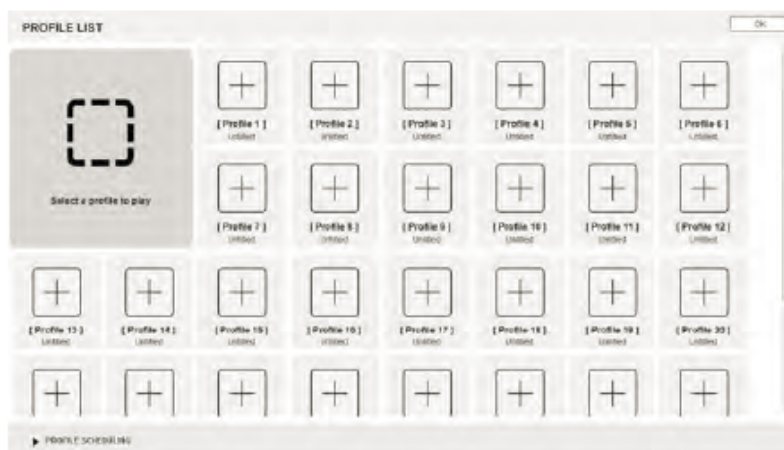 PROFILE LIST
OK
Select a profile to play
[ Profile 1 ]
Untitled
[ Profile 2 ]
Untitled
[ Profile 3 ]
Untitled
[ Profile 4 ]
Untitled
[ Profile 5 ]
Untitled
[ Profile 6 ]
Untitled
[ Profile 7 ]
Untitled
[ Profile 8 ]
Untitled
[ Profile 9 ]
Untitled
[ Profile 10 ]
Untitled
[ Profile 11 ]
Untitled
[ Profile 12 ]
Untitled
[ Profile 13 ]
Untitled
[ Profile 14 ]
Untitled
[ Profile 15 ]
Untitled
[ Profile 16 ]
Untitled
[ Profile 17 ]
Untitled
[ Profile 18 ]
Untitled
[ Profile 19 ]
Untitled
[ Profile 20 ]
Untitled
PROFILE SCHEDULING